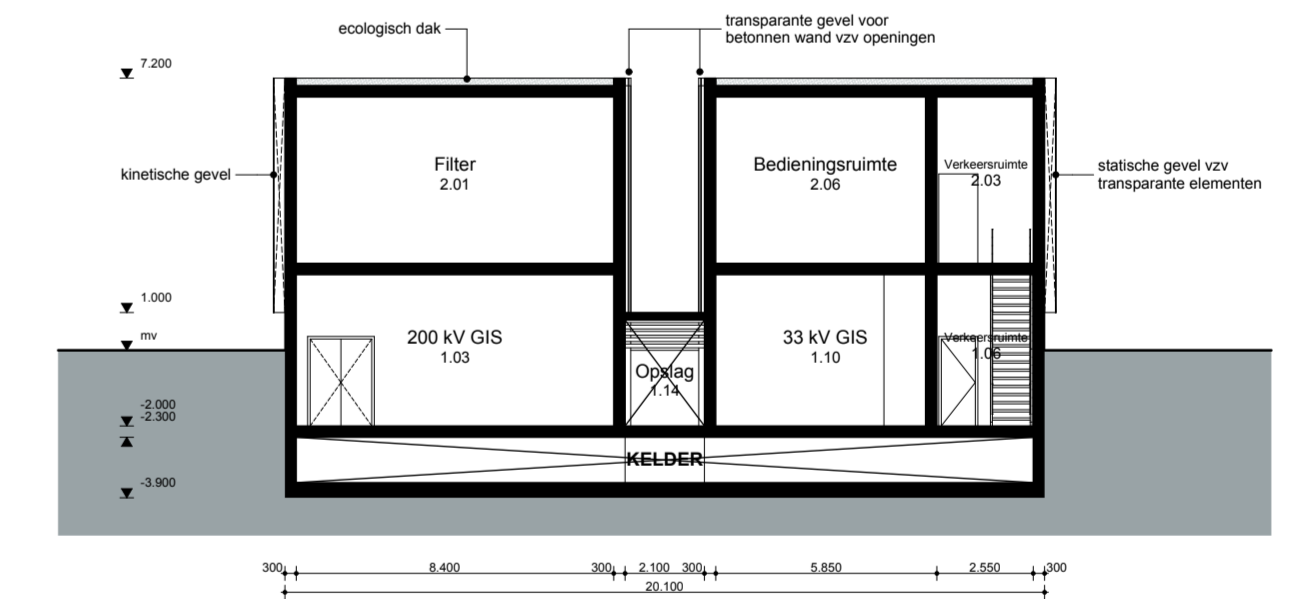 transparante gevel voor
betonnen wand vzv openingen
ecologisch dak
7.200
Filter
2.01
Bedieningsruimte
2.06
Verkeersruimte
2.03
kinetische gevel
statische gevel vzv
transparante elementen
1.000
mv
200 kV GIS
1.03
33 kV GIS
1.10
Verkeersruimte
1.06
Opslag
1.14
-2.000
-2.300
KELDER
-3.900
300 8.400 300 2.100 300 5.850 2.550 300
20.100